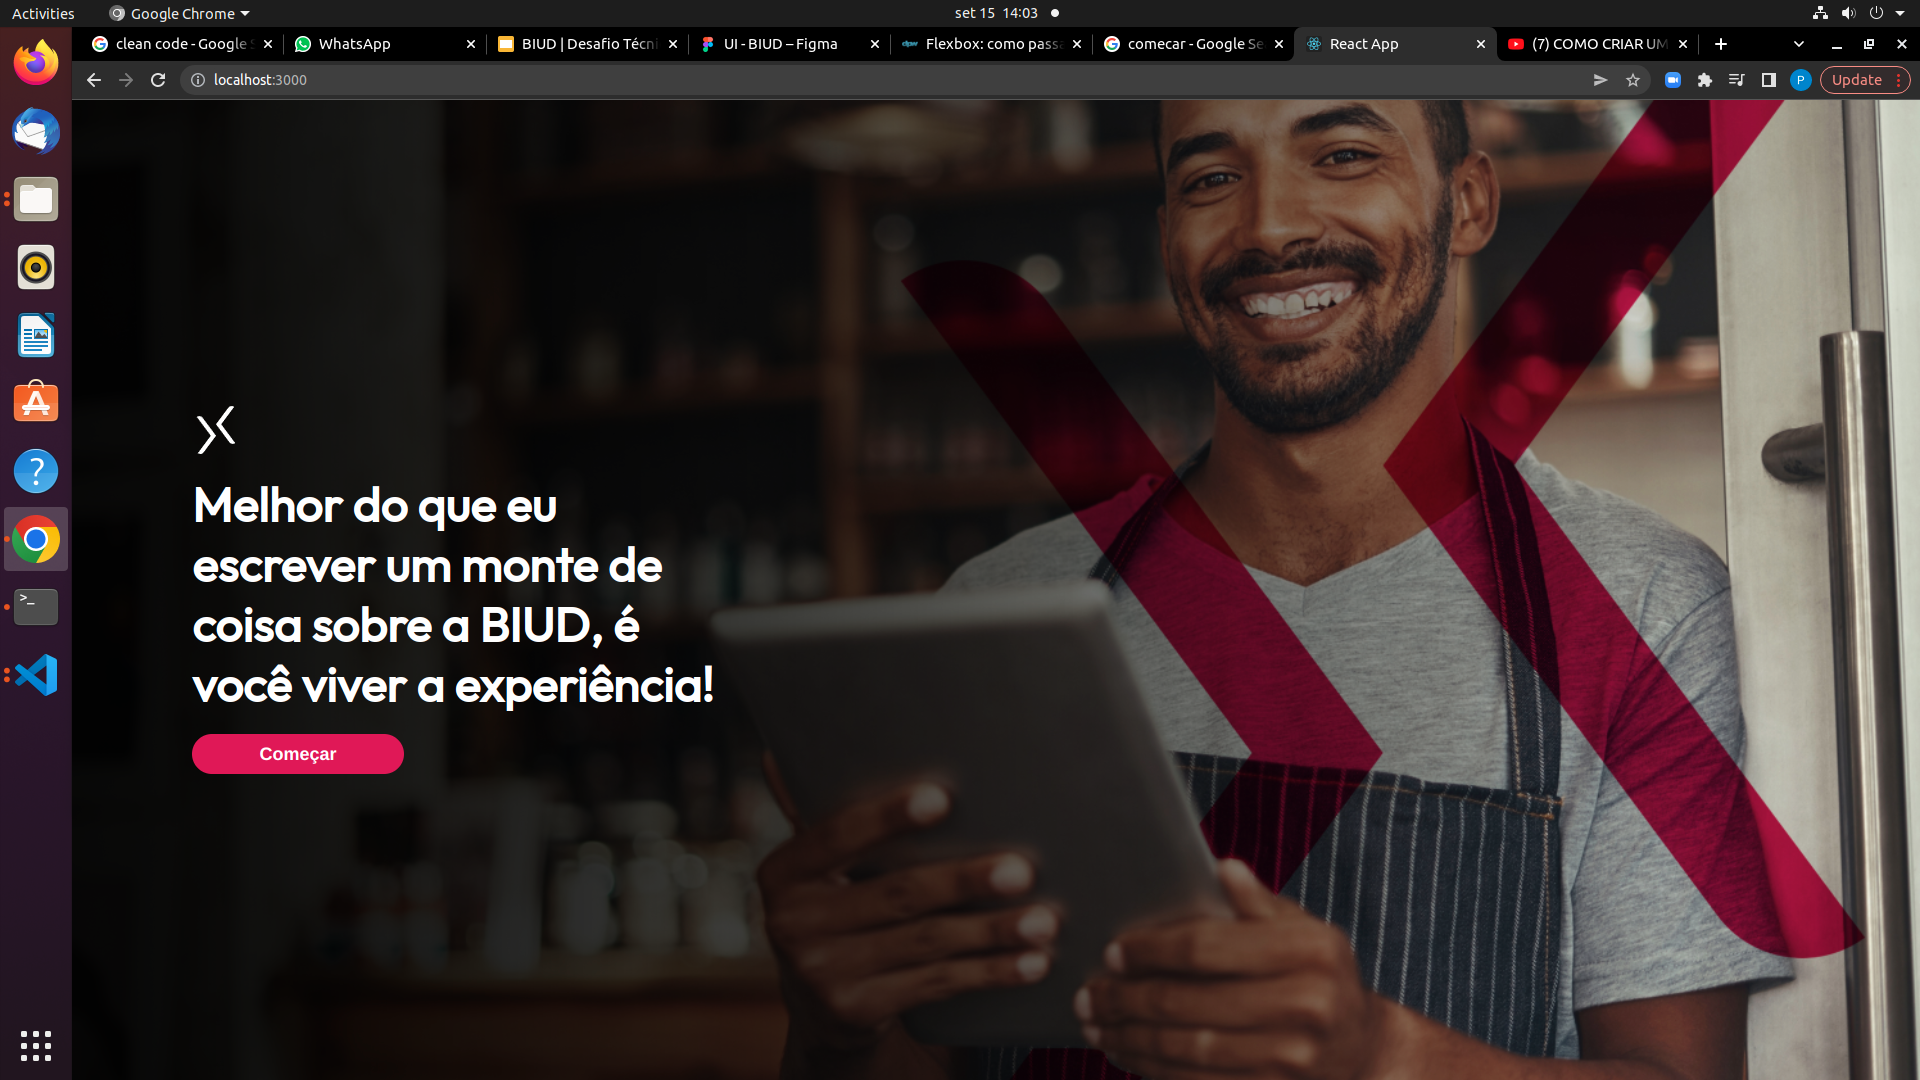 Activities
Google Chrome
set 15 14:03
clean code - Google S
WhatsApp
BIUD | Desafio Técni
UI - BIUD – Figma
Flexbox: como passa
comecar - Google Se
React App
(7) COMO CRIAR UM
localhost:3000
P
Update
Melhor do que eu
escrever um monte de
coisa sobre a BIUD, é
você viver a experiência!
Começar